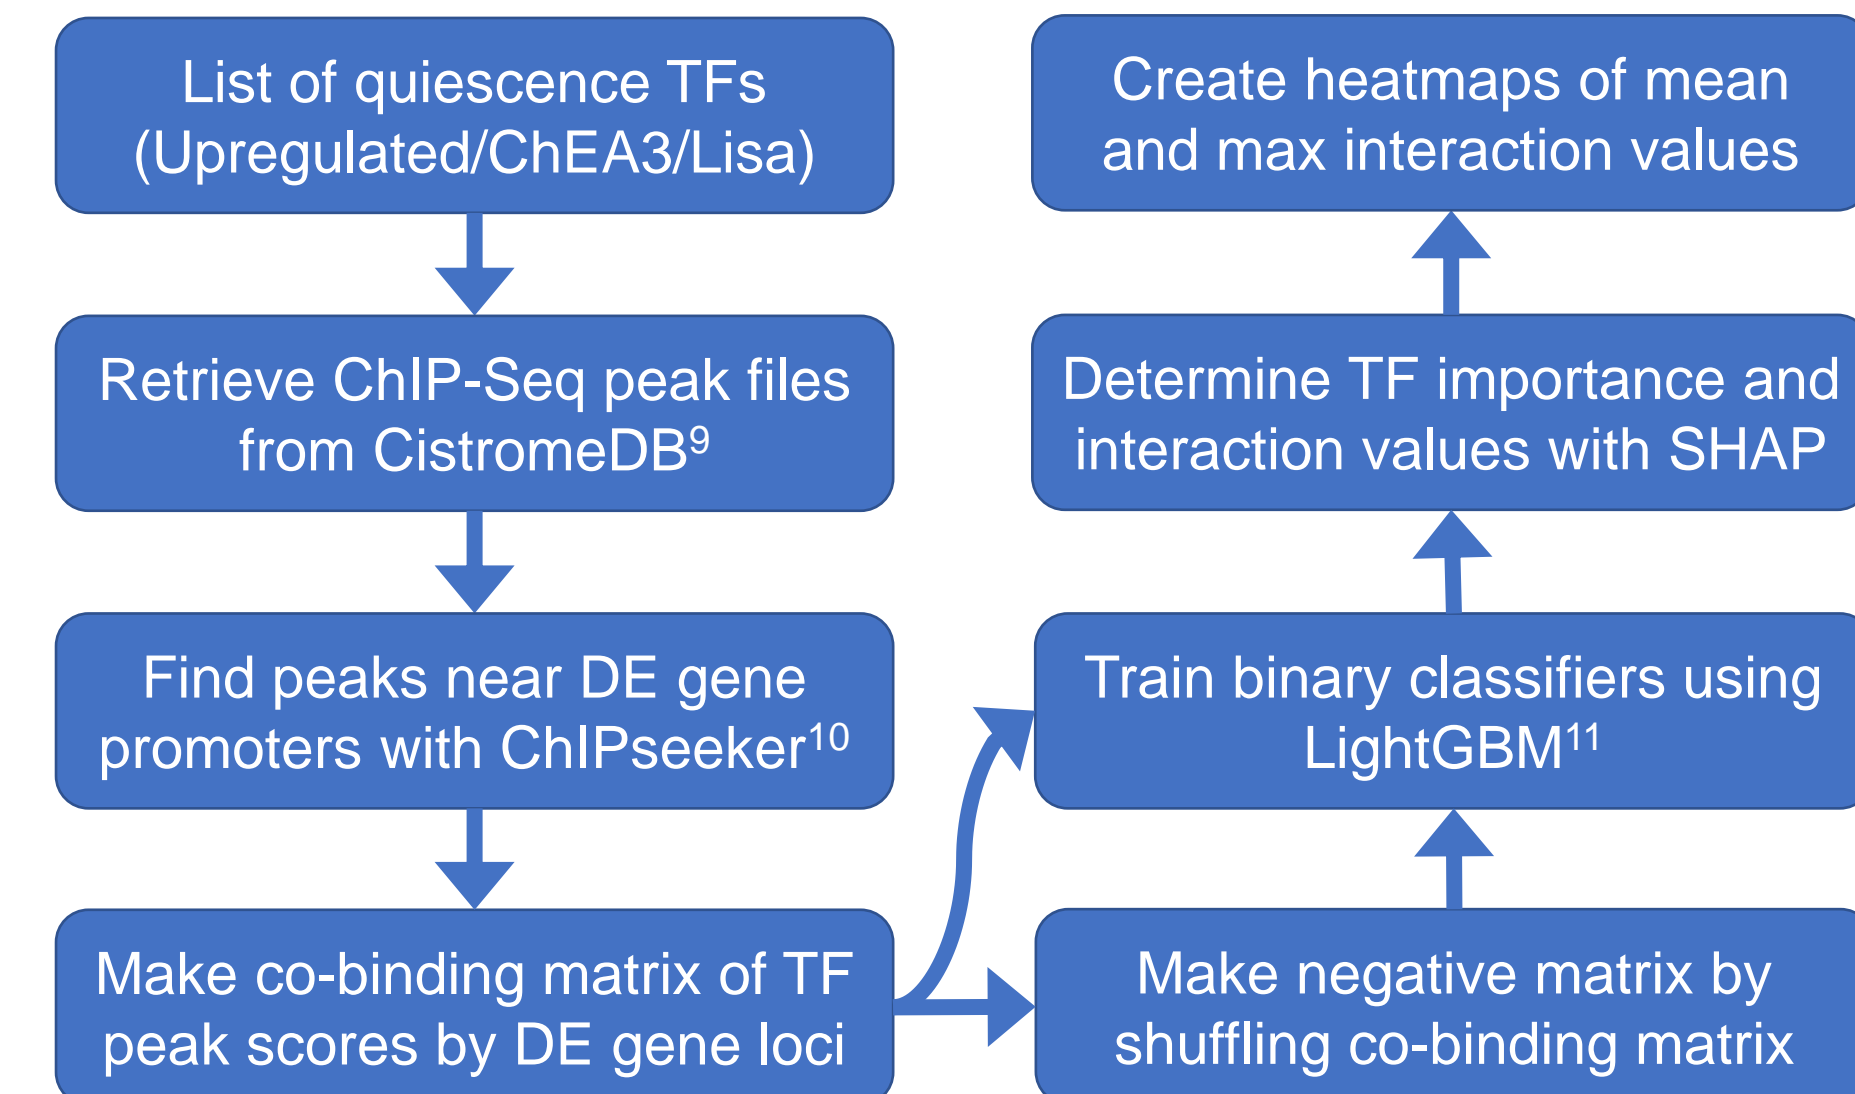 List of quiescence TFs
(Upregulated/ChEA3/Lisa)
Retrieve ChIP-Seq peak files
from CistromeDB⁹
Find peaks near DE gene
promoters with ChIPseeker¹⁰
Make co-binding matrix of TF
peak scores by DE gene loci
Make negative matrix by
shuffling co-binding matrix
Train binary classifiers using
LightGBM¹¹
Determine TF importance and
interaction values with SHAP
Create heatmaps of mean
and max interaction values